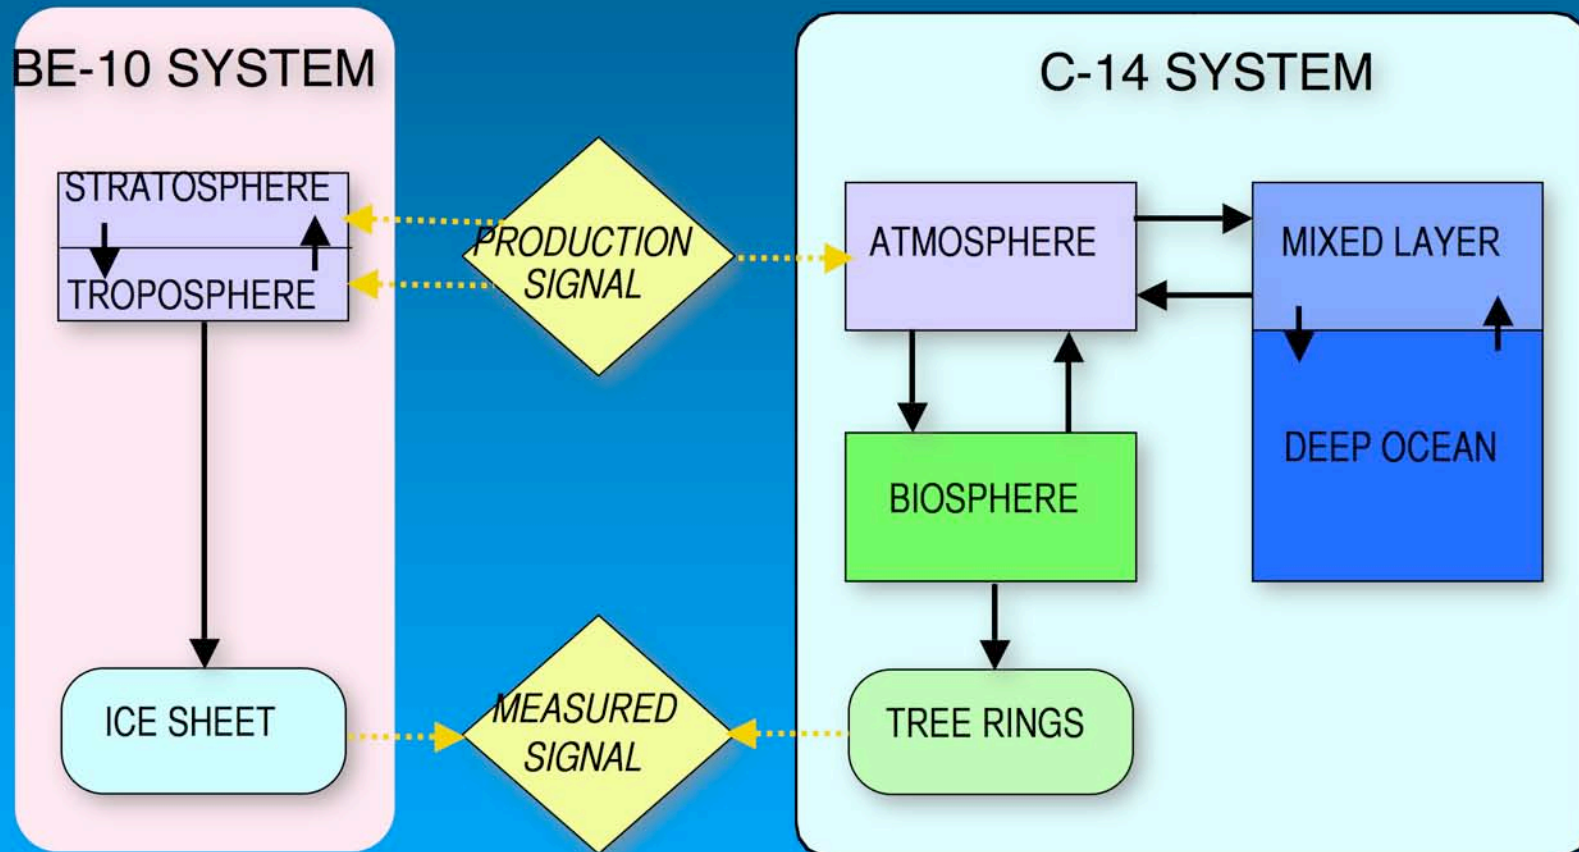 BE-10 SYSTEM
C-14 SYSTEM
STRATOSPHERE
TROPOSPHERE
PRODUCTION
SIGNAL
ATMOSPHERE
MIXED LAYER
DEEP OCEAN
BIOSPHERE
ICE SHEET
MEASURED
SIGNAL
TREE RINGS